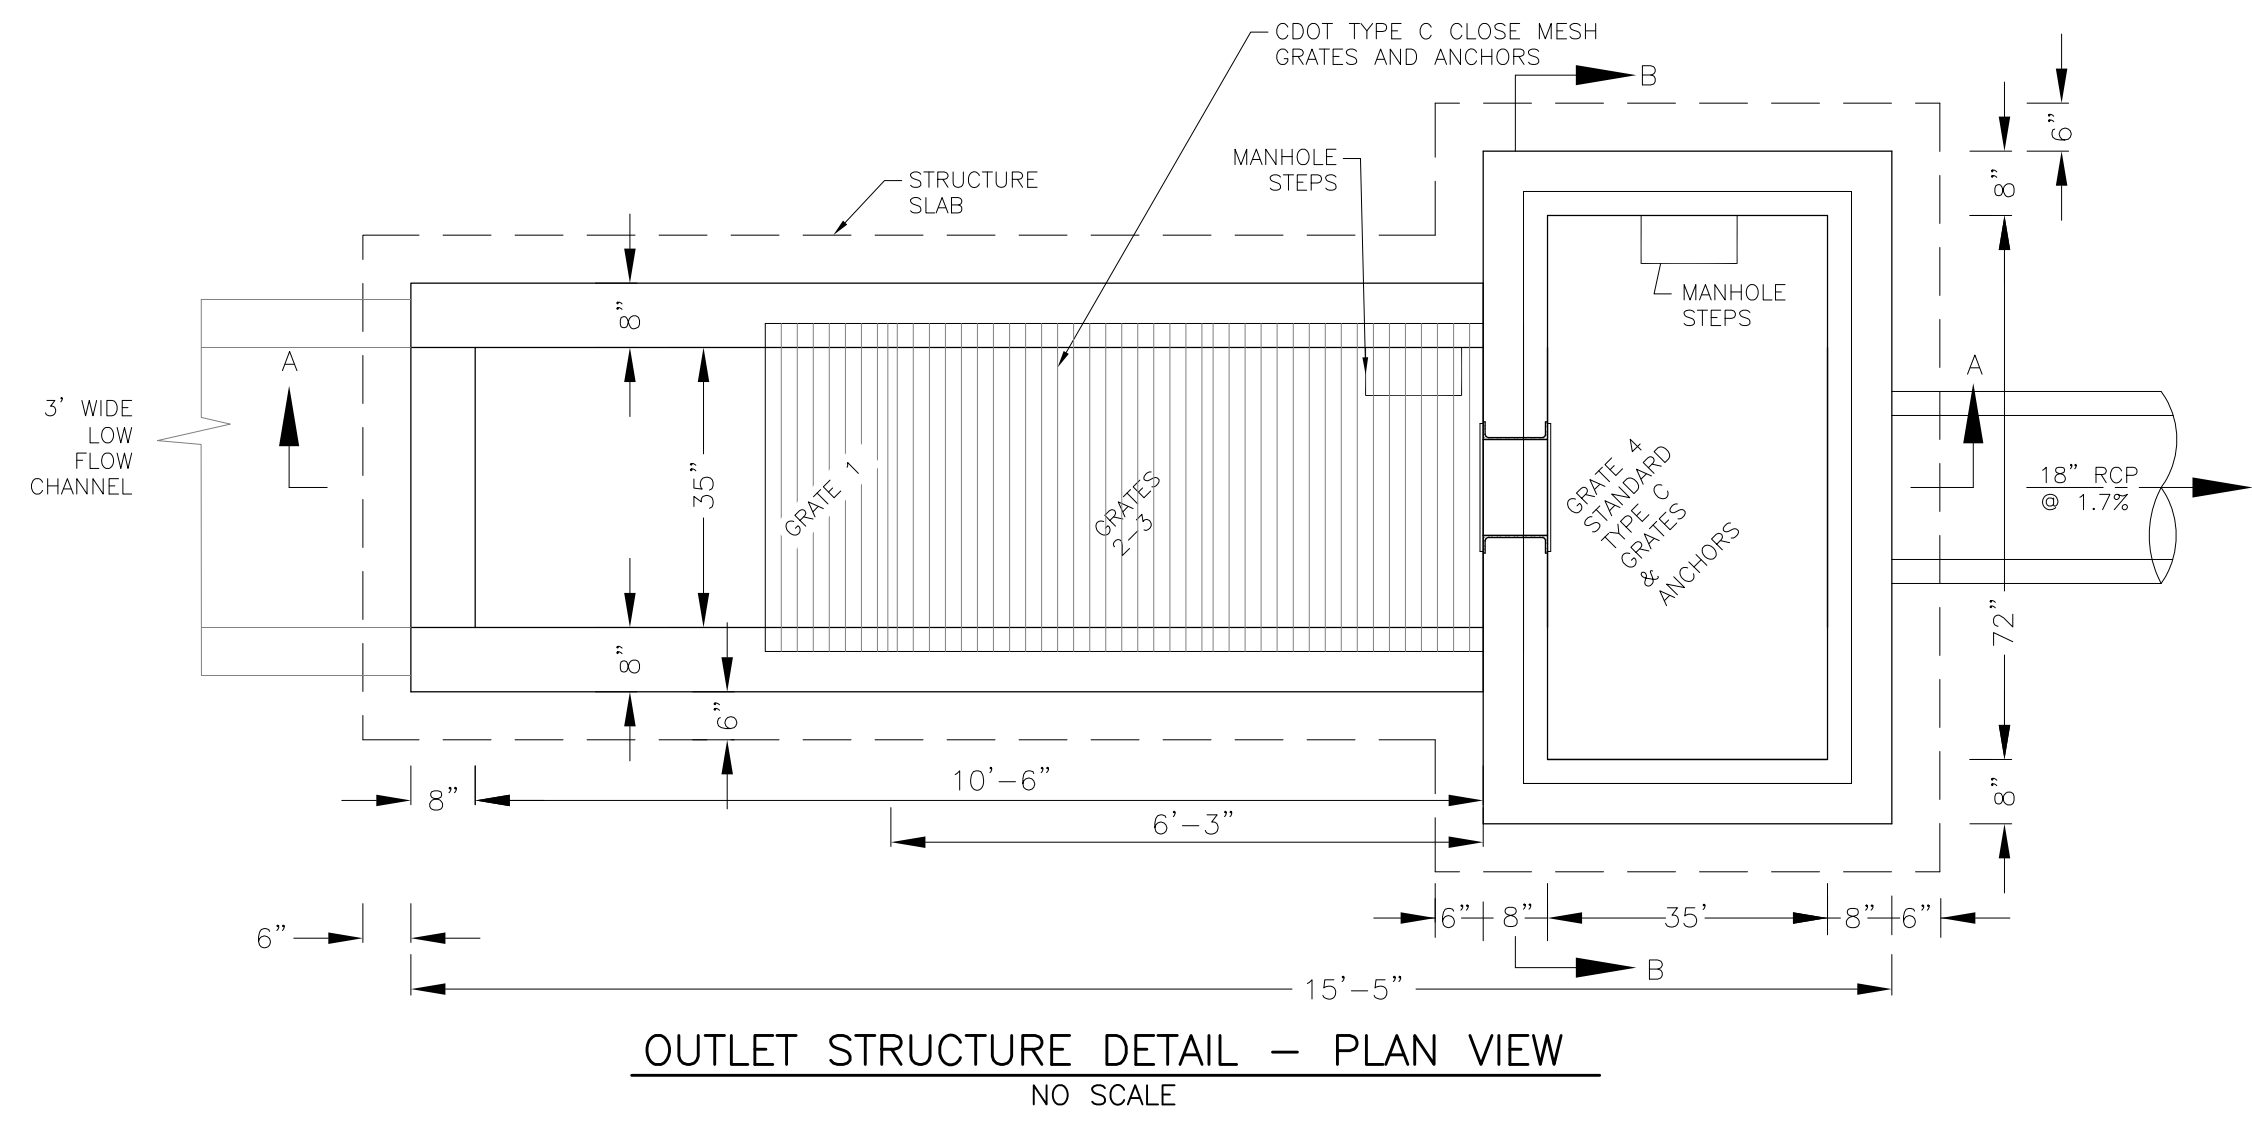 CDOT TYPE C CLOSE MESH
GRATES AND ANCHORS
B
6"
8"
MANHOLE
STEPS
STRUCTURE
SLAB
8"
MANHOLE
STEPS
A
A
3' WIDE
LOW
FLOW
CHANNEL
35"
GRATE 1
GRATES
2-3
GRATE 4
STANDARD
TYPE C
GRATES
&
ANCHORS
18" RCP
@ 1.7%
72"
8"
6"
8"
10'-6"
8"
6'-3"
6"
8"
35'
8"
6"
6"
B
15'-5"
OUTLET STRUCTURE DETAIL - PLAN VIEW
NO SCALE